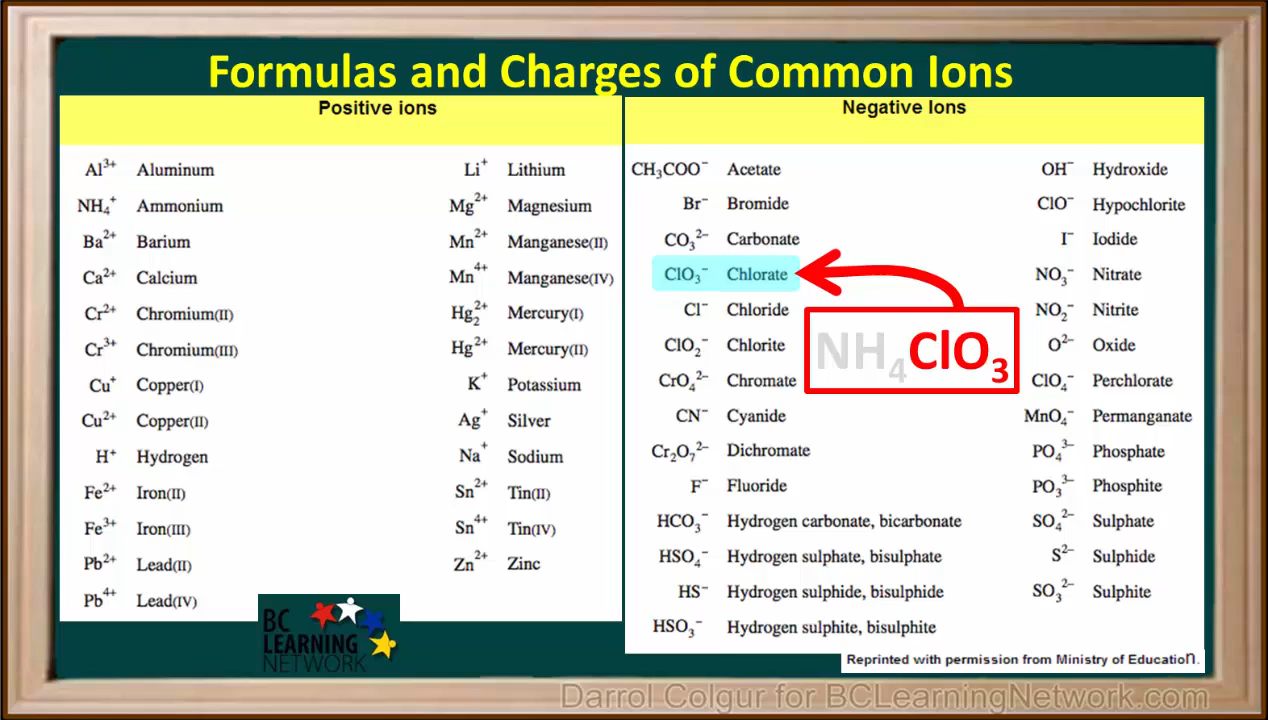 Formulas and Charges of Common Ions
Positive ions
Al³⁺ Aluminum
NH₄⁺ Ammonium
Ba²⁺ Barium
Ca²⁺ Calcium
Cr²⁺ Chromium(II)
Cr³⁺ Chromium(III)
Cu⁺ Copper(I)
Cu²⁺ Copper(II)
H⁺ Hydrogen
Fe²⁺ Iron(II)
Fe³⁺ Iron(III)
Pb²⁺ Lead(II)
Pb⁴⁺ Lead(IV)
Li⁺ Lithium
Mg²⁺ Magnesium
Mn²⁺ Manganese(II)
Mn⁴⁺ Manganese(IV)
Hg₂²⁺ Mercury(I)
Hg²⁺ Mercury(II)
K⁺ Potassium
Ag⁺ Silver
Na⁺ Sodium
Sn²⁺ Tin(II)
Sn⁴⁺ Tin(IV)
Zn²⁺ Zinc
Negative Ions
CH₃COO⁻ Acetate
Br⁻ Bromide
CO₃²⁻ Carbonate
ClO₃⁻ Chlorate
Cl⁻ Chloride
ClO₂⁻ Chlorite
CrO₄²⁻ Chromate
CN⁻ Cyanide
Cr₂O₇²⁻ Dichromate
F⁻ Fluoride
HCO₃⁻ Hydrogen carbonate, bicarbonate
HSO₄⁻ Hydrogen sulphate, bisulphate
HS⁻ Hydrogen sulphide, bisulphide
HSO₃⁻ Hydrogen sulphite, bisulphite
NH₄ClO₃
OH⁻ Hydroxide
ClO⁻ Hypochlorite
I⁻ Iodide
NO₃⁻ Nitrate
NO₂⁻ Nitrite
O²⁻ Oxide
ClO₄⁻ Perchlorate
MnO₄⁻ Permanganate
PO₄³⁻ Phosphate
PO₃³⁻ Phosphite
SO₄²⁻ Sulphate
S²⁻ Sulphide
SO₃²⁻ Sulphite
Reprinted with permission from Ministry of Education.
BC
LEARNING
NETWORK
Darrol Colgur for BCLearningNetwork.com